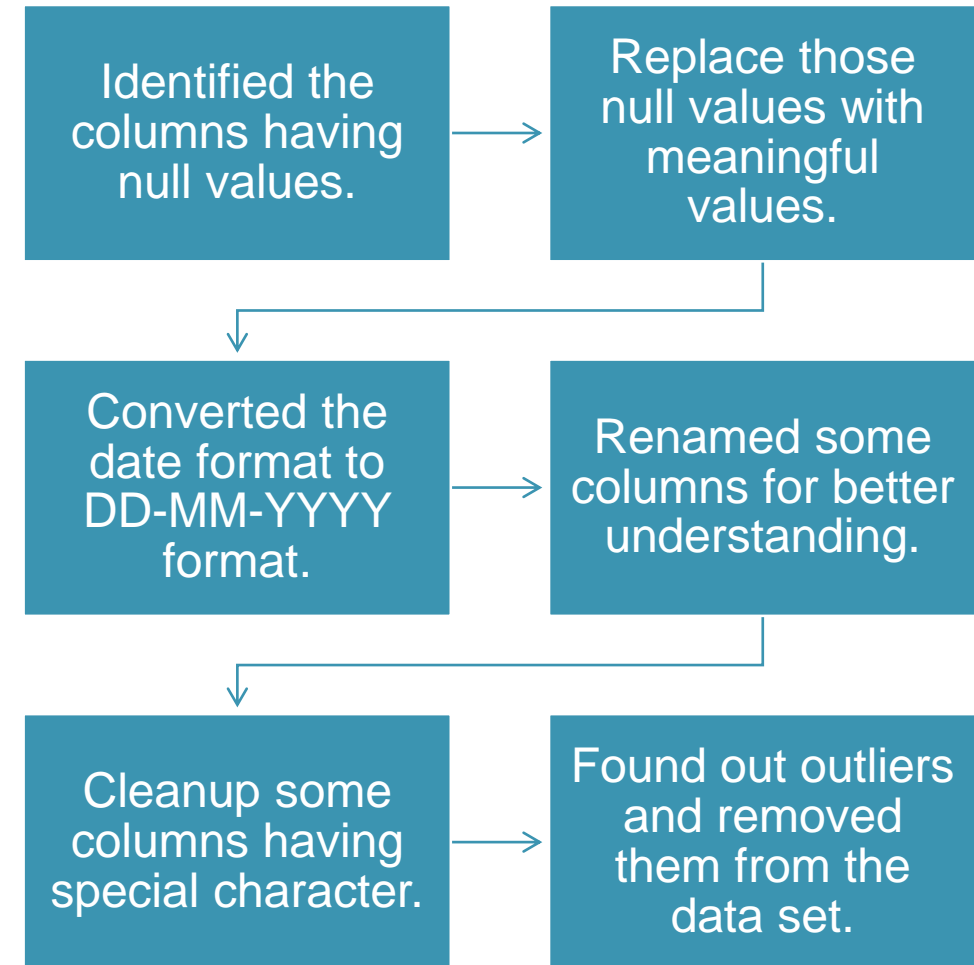 Identified the
columns having
null values.
Replace those
null values with
meaningful
values.
Converted the
date format to
DD-MM-YYYY
format.
Renamed some
columns for better
understanding.
Cleanup some
columns having
special character.
Found out outliers
and removed
them from the
data set.